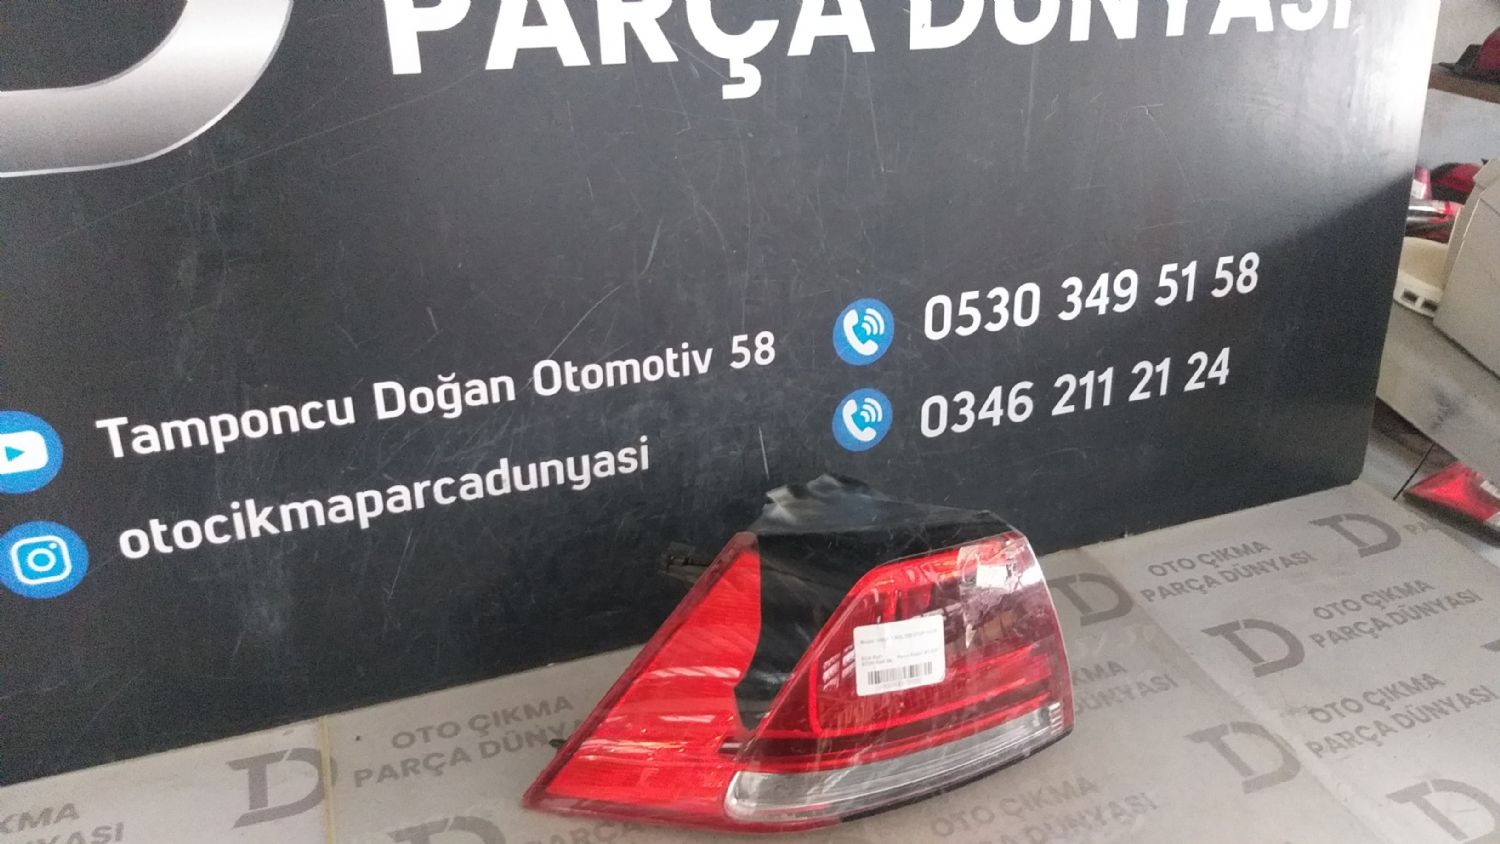 PARÇA DÜNYASI
Tamponcu Doğan Otomotiv 58
otocikmaparcadunyasi
0530 349 51 58
0346 211 21 24
OTO ÇIKMA
PARÇA DÜNYASI
OTO ÇIKMA
PARÇA DÜNYASI
OTO ÇIKMA
PARÇA DÜNYASI
OTO ÇIKMA
PARÇA DÜNYASI
OTO ÇIKMA
PARÇA DÜNYASI